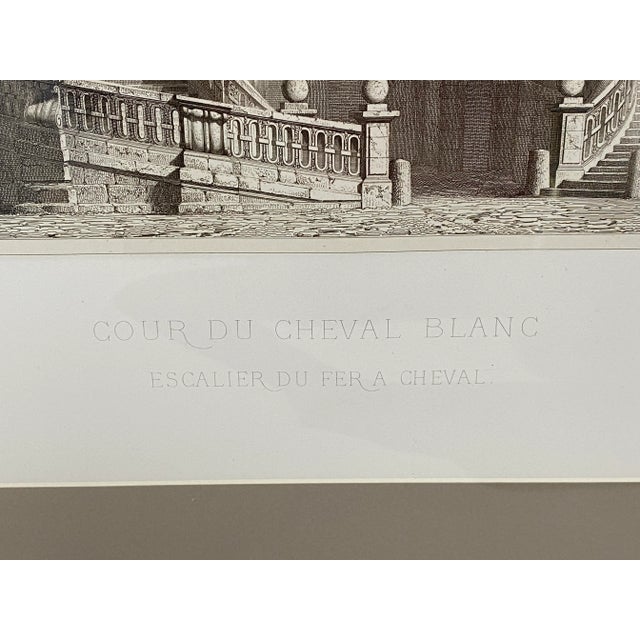 COUR DU CHEVAL BLANC
ESCALIER DU FER A CHEVAL.